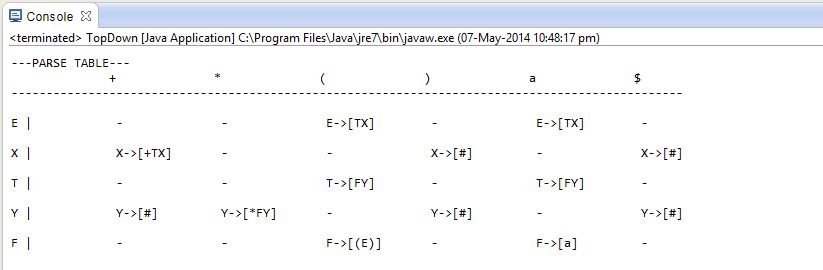 Console
<terminated> TopDown [Java Application] C:\Program Files\Java\jre7\bin\javaw.exe (07-May-2014 10:48:17 pm)
---PARSE TABLE---
+ * ( ) a $
------------------------------------------------------------------------------------------------
E | - - E->[TX] - E->[TX] -
X | X->[+TX] - - X->[#] - X->[#]
T | - - T->[FY] - T->[FY] -
Y | Y->[#] Y->[*FY] - Y->[#] - Y->[#]
F | - - F->[(E)] - F->[a] -